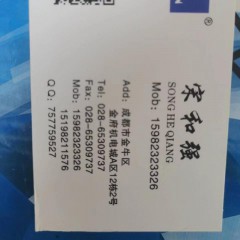 宋和强
SONG HE QIANG
Mob: 15982323326
Add: 成都市金牛区
金府机电城A区12栋2号
Tel: 028-65309737
Fax: 028-65309737
Mob: 15982323326
15198211576
QQ: 757759527